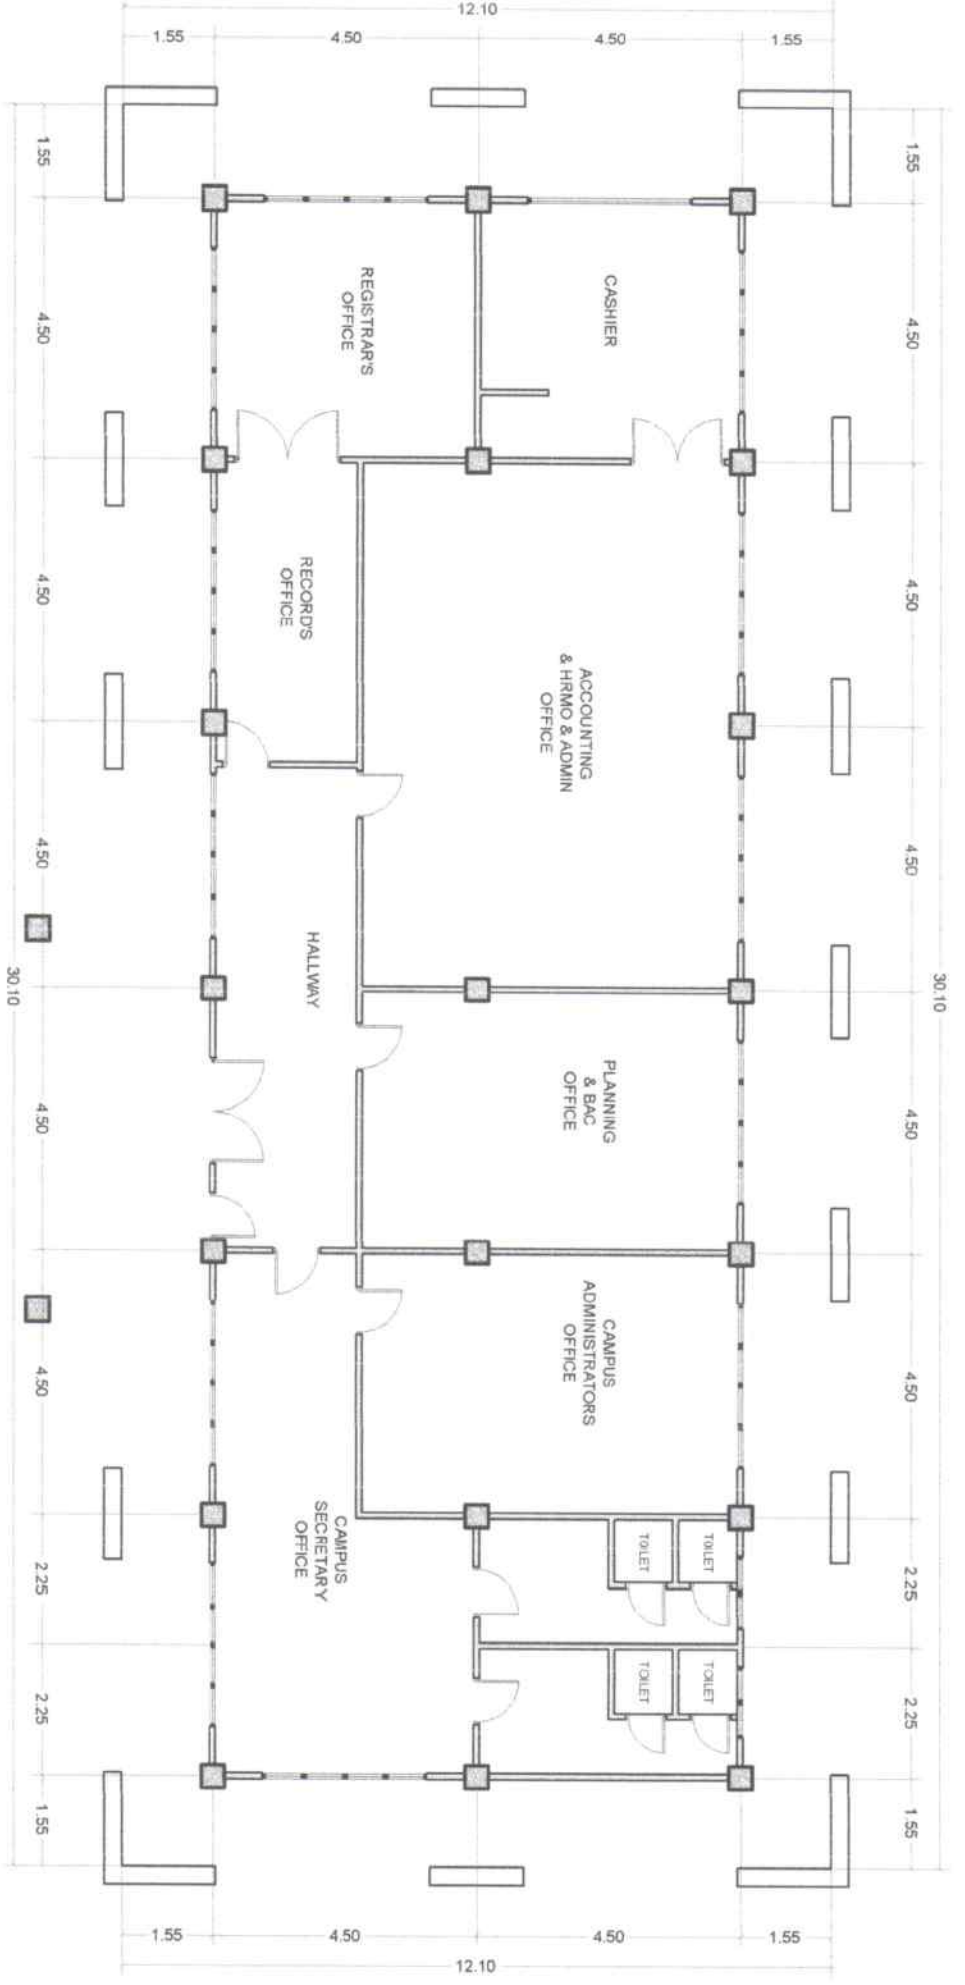 12.10
1.55
4.50
4.50
1.55
1.55
1.55
4.50
REGISTRAR'S
OFFICE
CASHIER
4.50
4.50
RECORD'S
OFFICE
ACCOUNTING
& HRMO & ADMIN
OFFICE
4.50
4.50
HALLWAY
4.50
30.10
30.10
4.50
PLANNING
& BAC
OFFICE
4.50
4.50
CAMPUS
ADMINISTRATORS
OFFICE
4.50
2.25
CAMPUS
SECRETARY
OFFICE
TOILET
TOILET
2.25
2.25
TOILET
TOILET
2.25
1.55
1.55
1.55
4.50
4.50
1.55
12.10